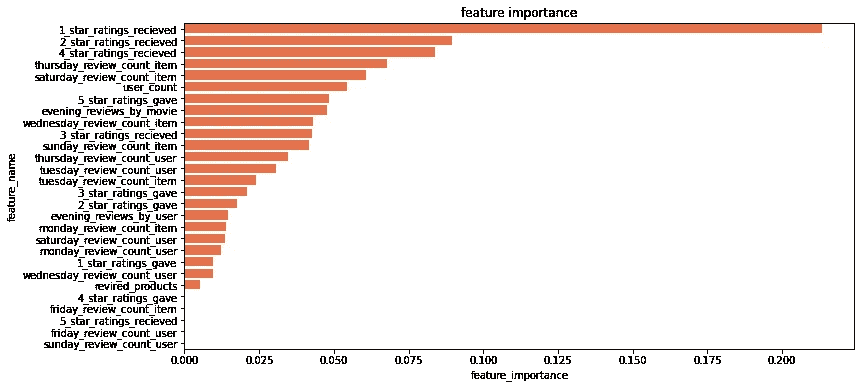 feature importance
1_star_ratings_recieved
2_star_ratings_recieved
4_star_ratings_recieved
thursday_review_count_item
saturday_review_count_item
user_count
5_star_ratings_gave
evening_reviews_by_movie
wednesday_review_count_item
3_star_ratings_recieved
sunday_review_count_item
thursday_review_count_user
tuesday_review_count_user
tuesday_review_count_item
3_star_ratings_gave
2_star_ratings_gave
evening_reviews_by_user
monday_review_count_item
saturday_review_count_user
monday_review_count_user
1_star_ratings_gave
wednesday_review_count_user
revired_products
4_star_ratings_gave
friday_review_count_item
5_star_ratings_recieved
friday_review_count_user
sunday_review_count_user
feature_name
0.000 0.025 0.050 0.075 0.100 0.125 0.150 0.175 0.200
feature_importance